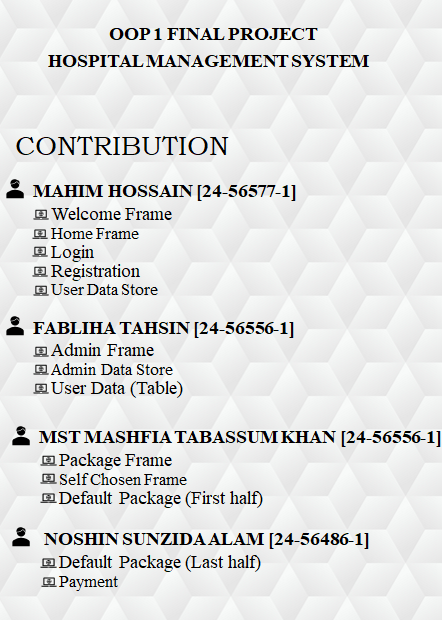 OOP 1 FINAL PROJECT
HOSPITAL MANAGEMENT SYSTEM
CONTRIBUTION
MAHIM HOSSAIN [24-56577-1]
Welcome Frame
Home Frame
Login
Registration
User Data Store
FABLIHA TAHSIN [24-56556-1]
Admin Frame
Admin Data Store
User Data (Table)
MST MASHFIA TABASSUM KHAN [24-56556-1]
Package Frame
Self Chosen Frame
Default Package (First half)
NOSHIN SUNZIDA ALAM [24-56486-1]
Default Package (Last half)
Payment